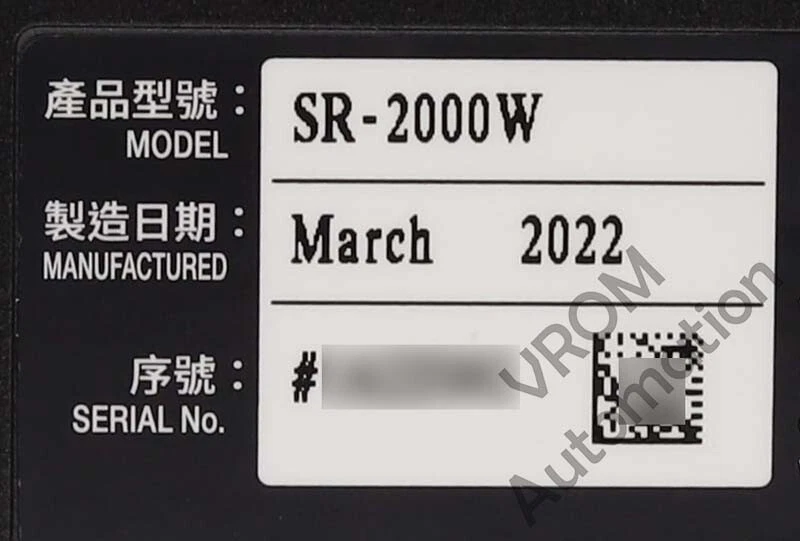 產品型號： SR-2000W
MODEL
製造日期： March 2022
MANUFACTURED
序號： #
SERIAL No.
VROM
Automation